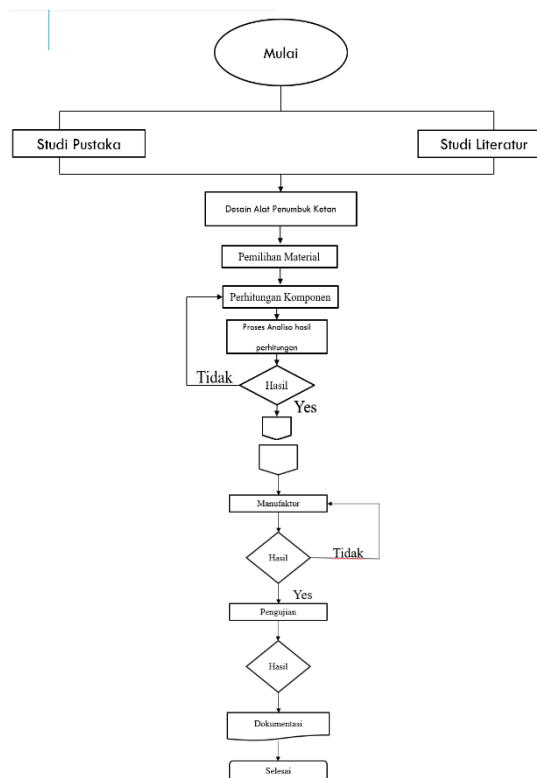 Mulai
Studi Pustaka
Studi Literatur
Desain Alat Penumbuk Ketan
Pemilihan Material
Perhitungan Komponen
Proses Analisa hasil
perhitungan
Tidak
Hasil
Yes
Manufaktur
Hasil
Tidak
Yes
Pengujian
Hasil
Dokumentasi
Selesai